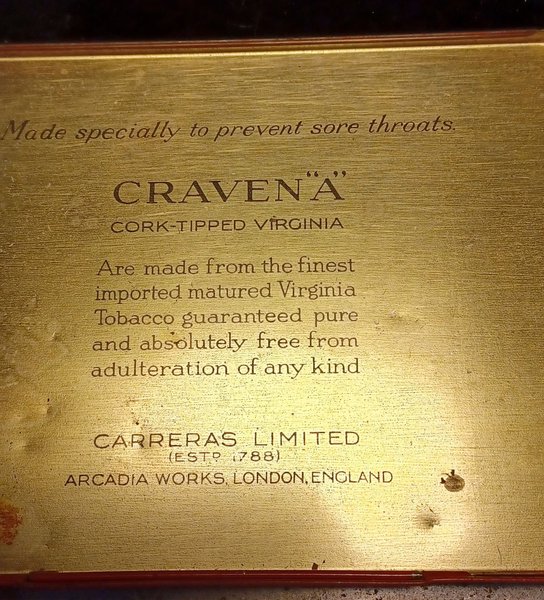 Made specially to prevent sore throats.
CRAVEN "A"
CORK-TIPPED VIRGINIA
Are made from the finest
imported matured Virginia
Tobacco guaranteed pure
and absolutely free from
adulteration of any kind
CARRERAS LIMITED
(ESTD 1788)
ARCADIA WORKS, LONDON, ENGLAND